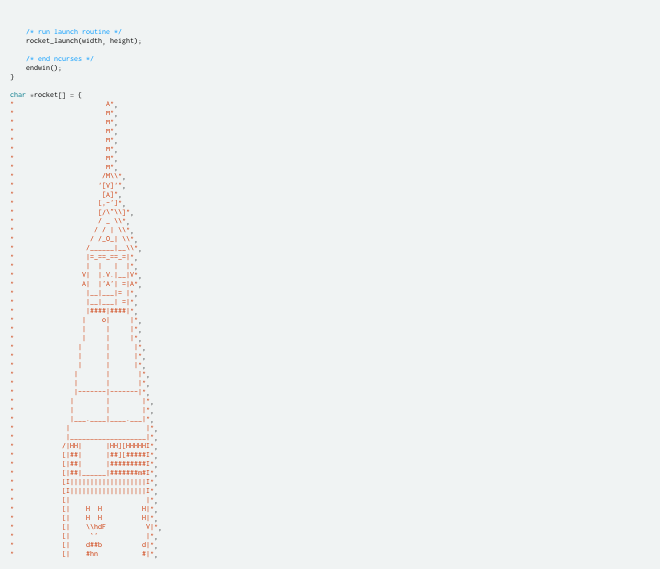 /* run launch routine */
rocket_launch(width, height);
/* end ncurses */
endwin();
}
char *rocket[] = {
"                       A",
"                       M",
"                       M",
"                       M",
"                       M",
"                       M",
"                       M",
"                       M",
"                      /M\\",
"                     '[V]'",
"                      [A]",
"                     [,-']",
"                     [/\"\\]",
"                     / _ \\",
"                    / / | \\",
"                   / /_O_| \\",
"                  /______|__\\",
"                  |=_==_==_=|",
"                  |  |   |  |",
"                 V|  |.V.|__|V",
"                 A|  |'A'| =|A",
"                  |__|___|= |",
"                  |__|___| =|",
"                  |####|####|",
"                 |    o|     |",
"                 |     |     |",
"                 |     |     |",
"                |      |      |",
"                |      |      |",
"                |      |      |",
"               |       |       |",
"               |       |       |",
"               |-------|-------|",
"              |        |        |",
"              |        |        |",
"              |___.____|____.___|",
"             |                   |",
"             |___________________|",
"            /|HH|      |HH][HHHHHI",
"            [|##|      |##][#####I",
"            [|##|      |#########I",
"            [|##|______|#######m#I",
"            [I|||||||||||||||||||I",
"            [I|||||||||||||||||||I",
"            [|                   |",
"            [|    H  H          H|",
"            [|    H  H          H|",
"            [|    \\hdF          V|",
"            [|     ''            |",
"            [|    d##b          d|",
"            [|    #hn           #|",